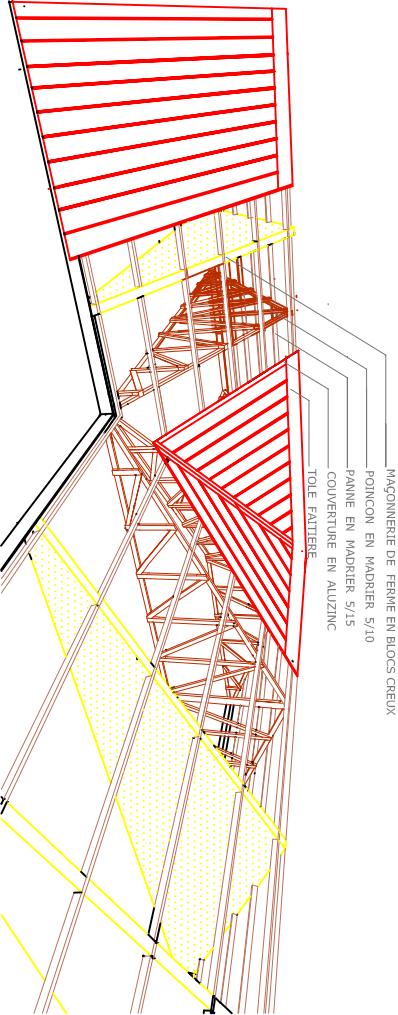 MAÇONNERIE DE FERME EN BLOCS CREUX
POINCON EN MADRIER 5/10
PANNE EN MADRIER 5/15
COUVERTURE EN ALUZINC
TOLE FAITIERE